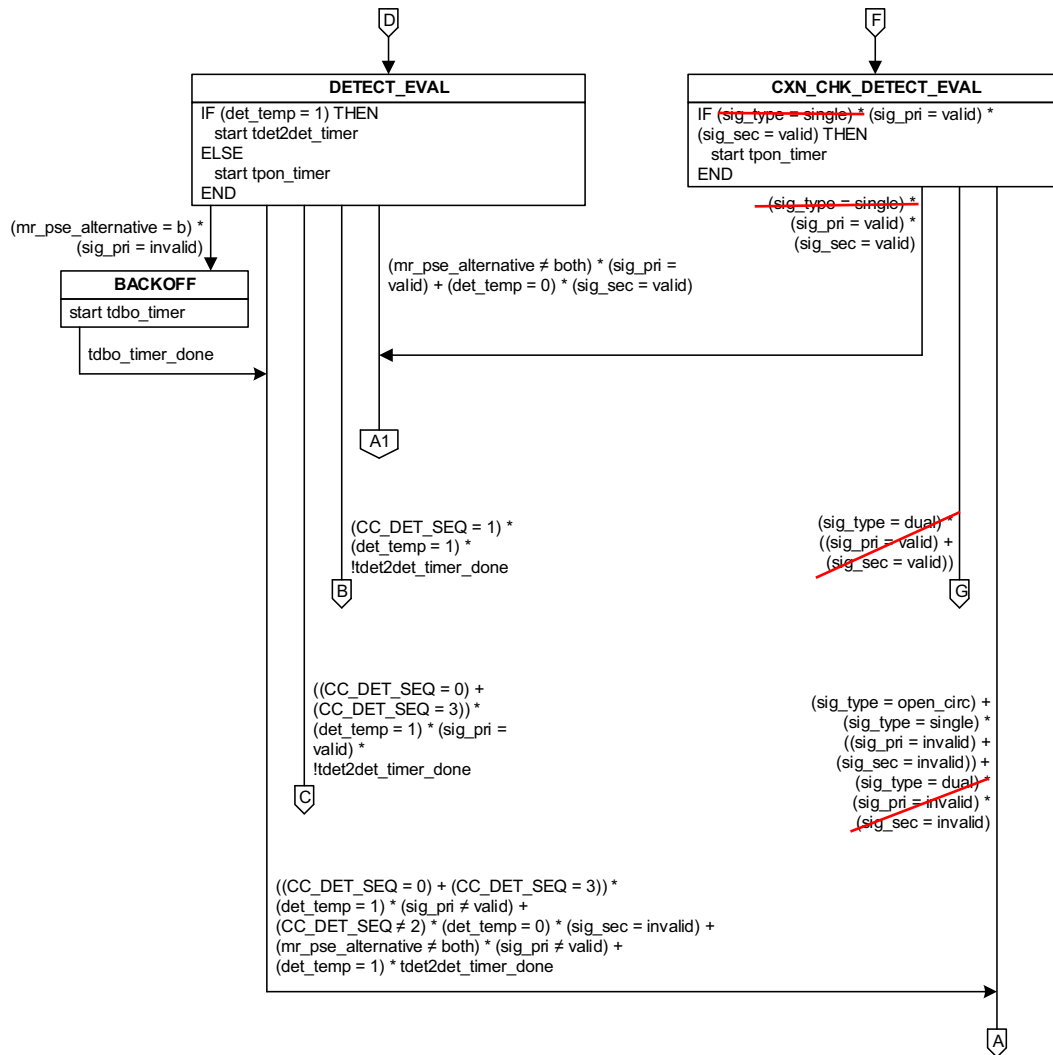 D
F
DETECT_EVAL
IF (det_temp = 1) THEN
start tdet2det_timer
ELSE
start tpon_timer
END
CXN_CHK_DETECT_EVAL
IF (sig_type = single) * (sig_pri = valid) *
(sig_sec = valid) THEN
start tpon_timer
END
(mr_pse_alternative = b) *
(sig_pri = invalid)
(sig_type = single) *
(sig_pri = valid) *
(sig_sec = valid)
(mr_pse_alternative ≠ both) * (sig_pri =
valid) + (det_temp = 0) * (sig_sec = valid)
BACKOFF
start tdbo_timer
tdbo_timer_done
A1
(CC_DET_SEQ = 1) *
(det_temp = 1) *
!tdet2det_timer_done
B
(sig_type = dual) *
((sig_pri = valid) +
(sig_sec = valid))
G
((CC_DET_SEQ = 0) +
(CC_DET_SEQ = 3)) *
(det_temp = 1) * (sig_pri =
valid) *
!tdet2det_timer_done
C
(sig_type = open_circ) +
(sig_type = single) *
((sig_pri = invalid) +
(sig_sec = invalid)) +
(sig_type = dual) *
(sig_pri = invalid) *
(sig_sec = invalid)
((CC_DET_SEQ = 0) + (CC_DET_SEQ = 3)) *
(det_temp = 1) * (sig_pri ≠ valid) +
(CC_DET_SEQ ≠ 2) * (det_temp = 0) * (sig_sec = invalid) +
(mr_pse_alternative ≠ both) * (sig_pri ≠ valid) +
(det_temp = 1) * tdet2det_timer_done
A